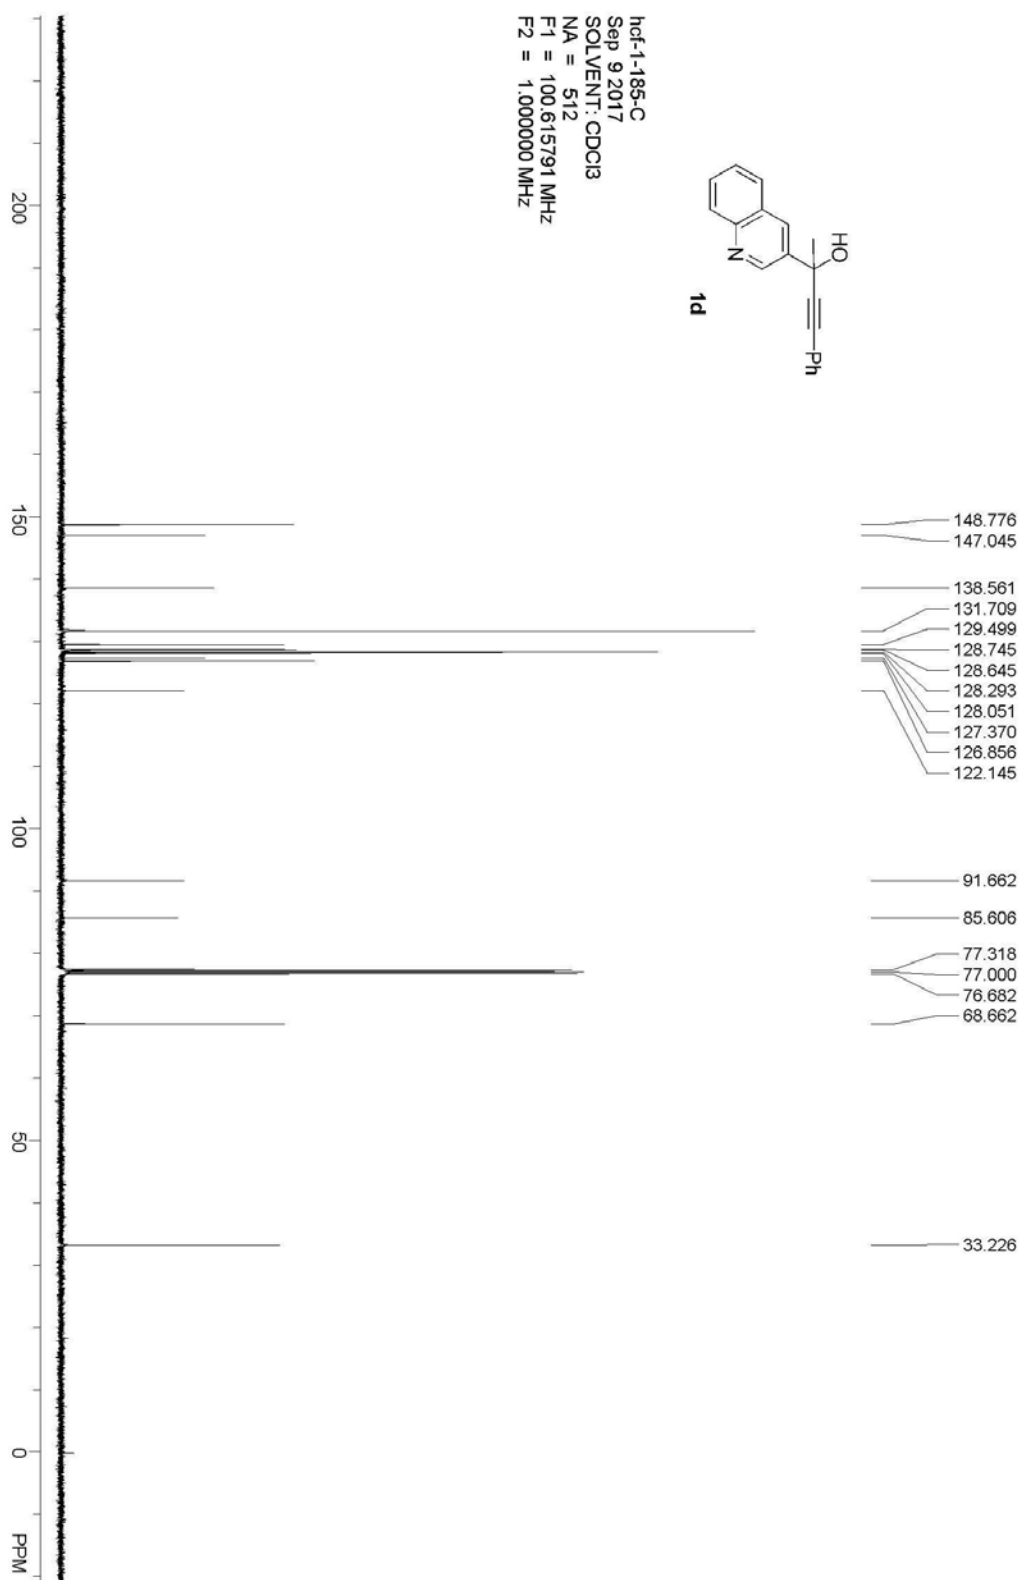 hcf-1-185-C
Sep 9 2017
SOLVENT: CDCl3
NA = 512
F1 = 100.615791 MHz
F2 = 1.000000 MHz
HO
N
Ph
1d
148.776
147.045
138.561
131.709
129.499
128.745
128.645
128.293
128.051
127.370
126.856
122.145
91.662
85.606
77.318
77.000
76.682
68.662
33.226
200
150
100
50
0
PPM